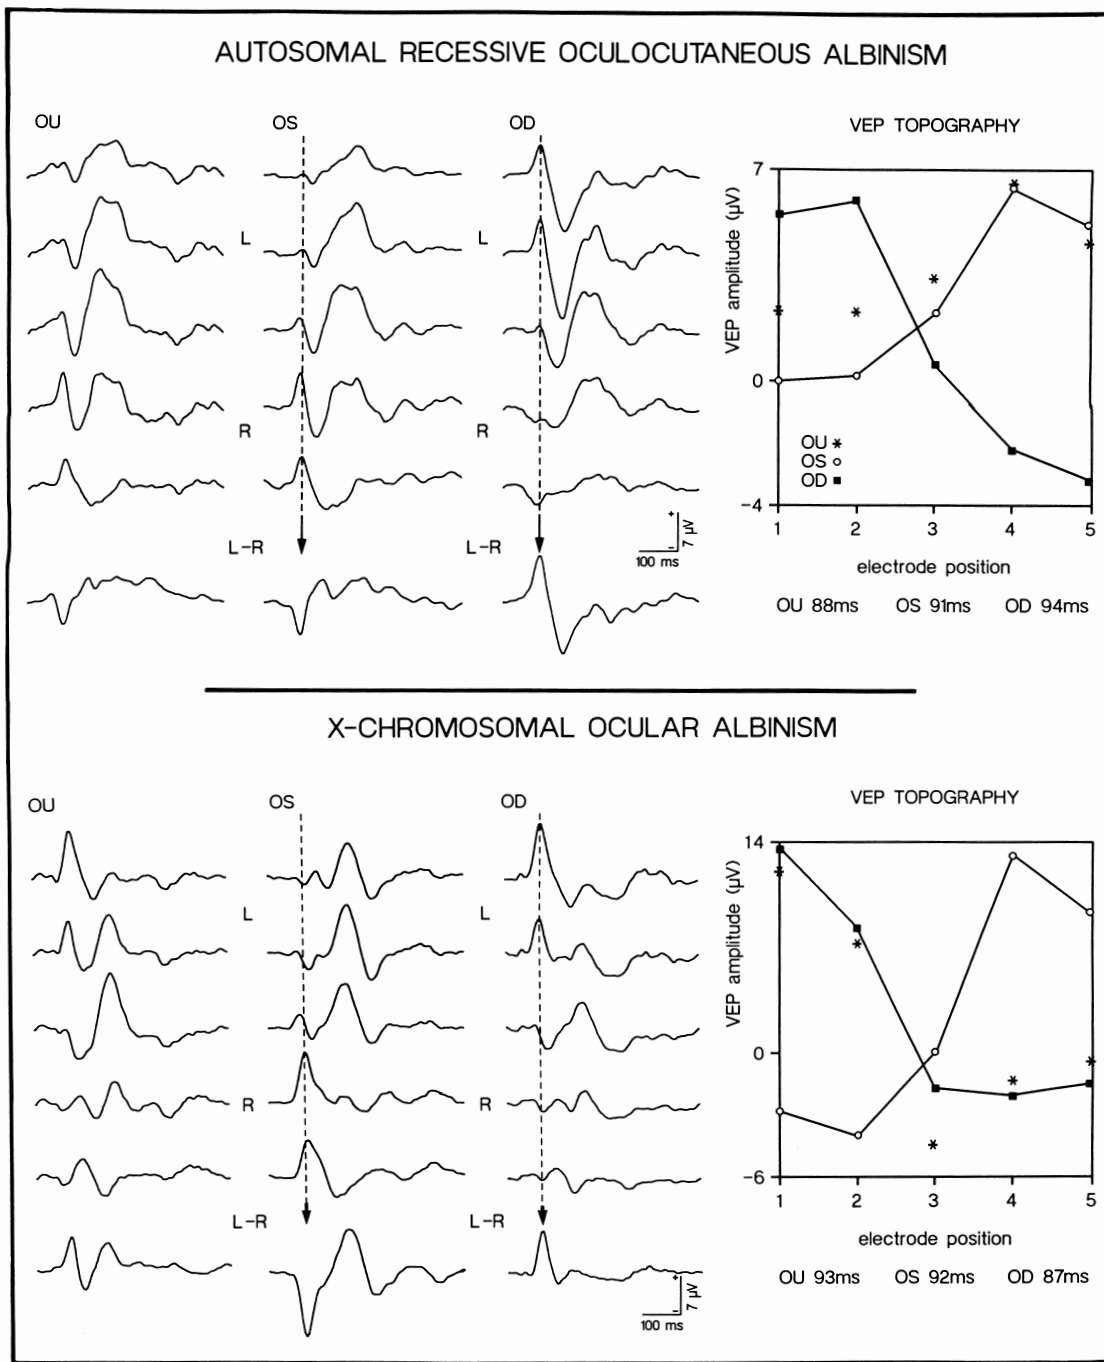 AUTOSOMAL RECESSIVE OCULOCUTANEOUS ALBINISM
OU
OS
OD
L
L
R
R
L-R
L-R
+
-
7 µV
100 ms
VEP TOPOGRAPHY
VEP amplitude (µV)
7
0
-4
OU *
OS ○
OD ■
1 2 3 4 5
electrode position
OU 88ms OS 91ms OD 94ms
X-CHROMOSOMAL OCULAR ALBINISM
OU
OS
OD
L
L
R
R
L-R
L-R
+
-
7 µV
100 ms
VEP TOPOGRAPHY
VEP amplitude (µV)
14
0
-6
1 2 3 4 5
electrode position
OU 93ms OS 92ms OD 87ms